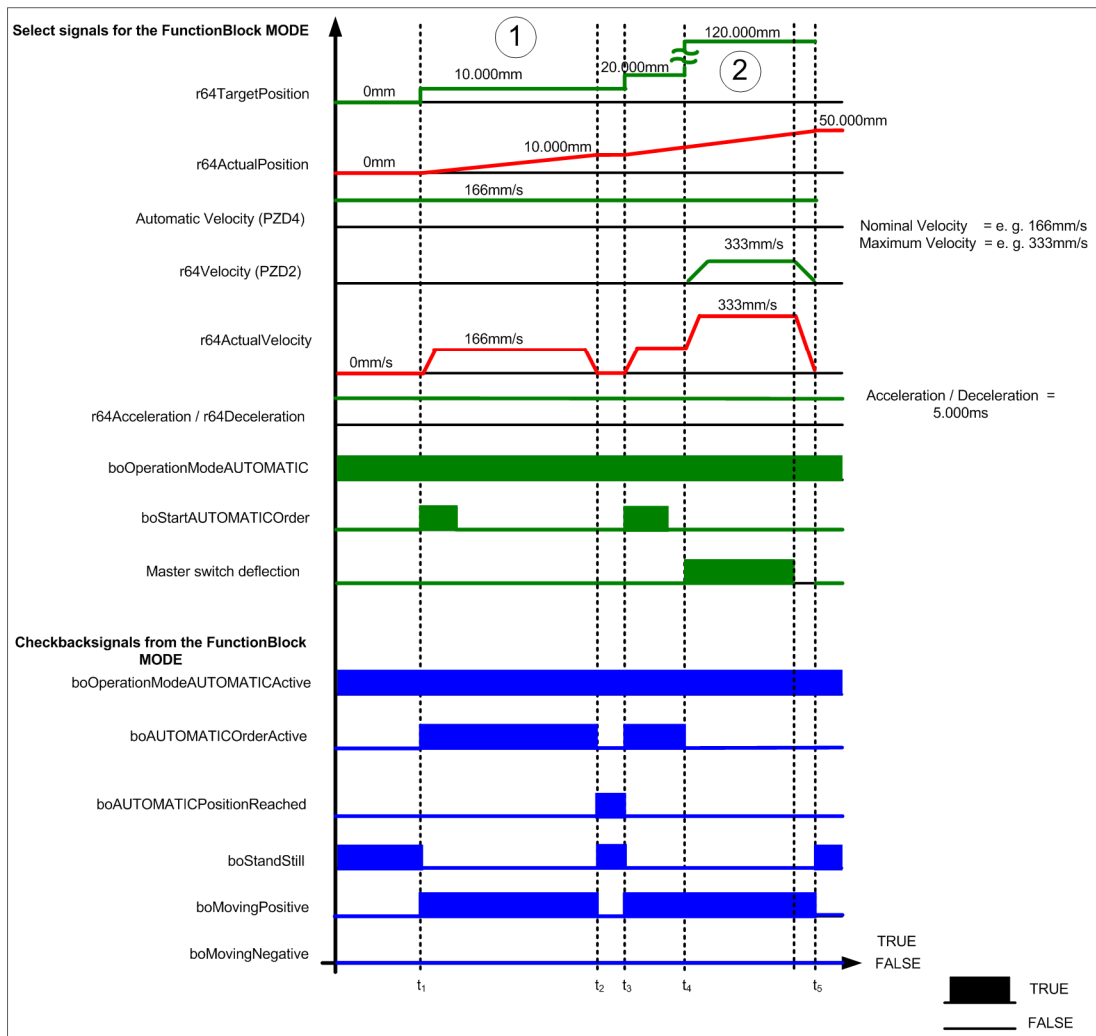 Select signals for the FunctionBlock MODE
1
120.000mm
20.000mm
2
10.000mm
r64TargetPosition
0mm
50.000mm
10.000mm
r64ActualPosition
0mm
166mm/s
Automatic Velocity (PZD4)
Nominal Velocity = e. g. 166mm/s
Maximum Velocity = e. g. 333mm/s
333mm/s
r64Velocity (PZD2)
333mm/s
r64ActualVelocity
166mm/s
0mm/s
Acceleration / Deceleration =
5.000ms
r64Acceleration / r64Deceleration
boOperationModeAUTOMATIC
boStartAUTOMATICOrder
Master switch deflection
Checkbacksignals from the FunctionBlock
MODE
boOperationModeAUTOMATICActive
boAUTOMATICOrderActive
boAUTOMATICPositionReached
boStandStill
boMovingPositive
boMovingNegative
TRUE
FALSE
t1 t2 t3 t4 t5
TRUE
FALSE